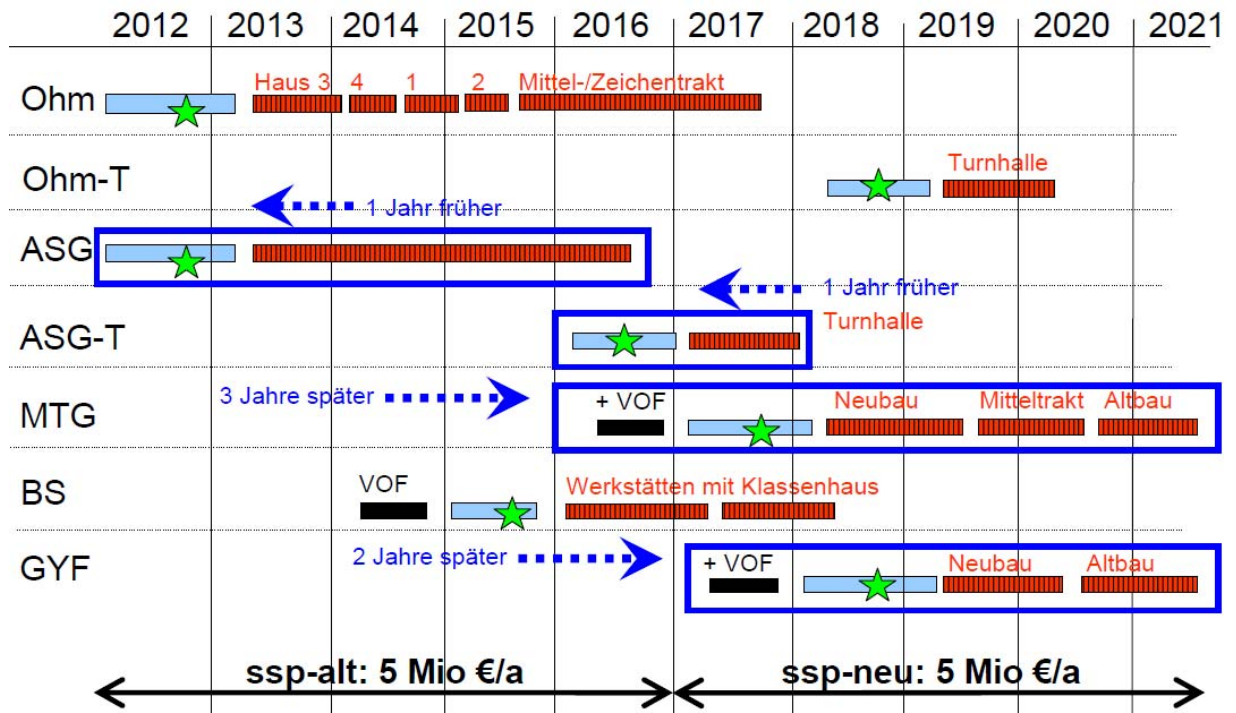 2012 2013 2014 2015 2016 2017 2018 2019 2020 2021
Ohm Haus 3 4 1 2 Mittel-/Zeichentrakt
Ohm-T Turnhalle
1 Jahr früher
ASG
1 Jahr früher
ASG-T Turnhalle
3 Jahre später
MTG + VOF Neubau Mitteltrakt Altbau
BS VOF Werkstätten mit Klassenhaus
2 Jahre später
GYF + VOF Neubau Altbau
ssp-alt: 5 Mio €/a ssp-neu: 5 Mio €/a